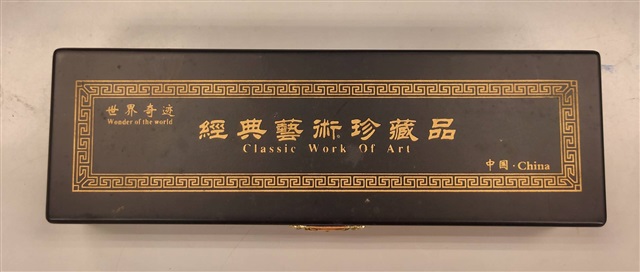 世界奇迹
Wonder of the world
經典藝術珍藏品
Classic Work Of Art
中国·China